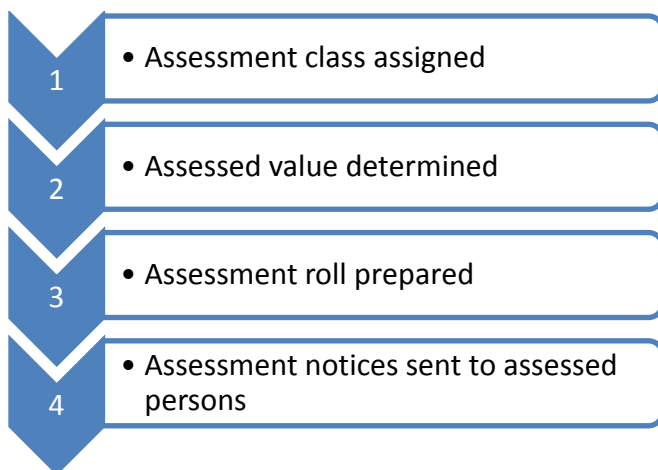 1
• Assessment class assigned
2
• Assessed value determined
3
• Assessment roll prepared
4
• Assessment notices sent to assessed
persons